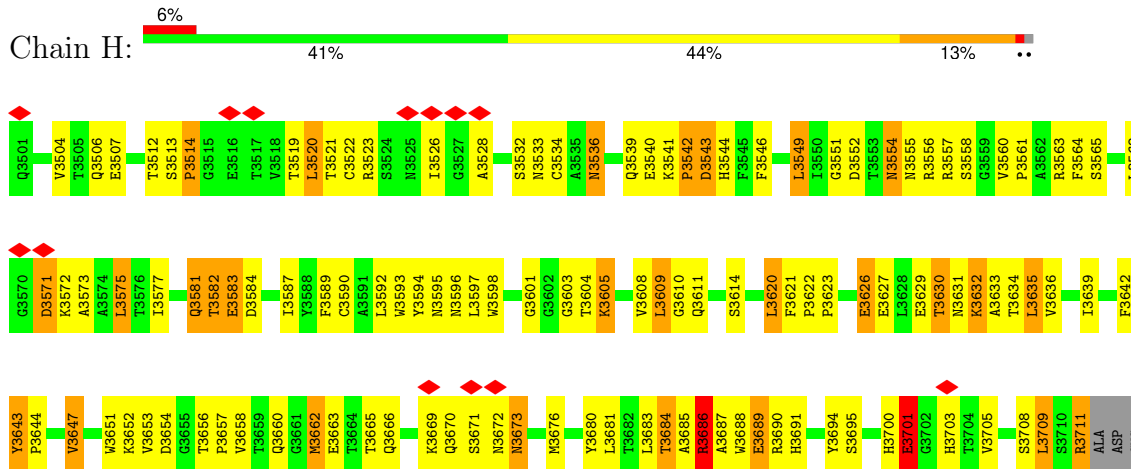 6%
Chain H:
41% 44% 13% ••
Q3501 V3504 T3505 Q3506 E3507 T3512 S3513 P3514 G3515 E3516 T3517 V3518 T3519 L3520 T3521 C3522 R3523 S3524 N3525 I3526 G3527 A3528 S3532 N3533 C3534 A3535 N3536 Q3539 E3540 K3541 P3542 D3543 H3544 F3545 F3546 L3549 I3550 G3551 D3552 T3553 N3554 N3555 R3556 R3557 S3558 G3559 V3560 P3561 A3562 R3563 F3564 S3565
G3570 D3571 K3572 A3573 A3574 L3575 T3576 I3577 Q3581 T3582 E3583 D3584 I3587 Y3588 F3589 C3590 A3591 L3592 W3593 Y3594 N3595 N3596 L3597 W3598 G3601 G3602 G3603 T3604 K3605 V3608 L3609 G3610 Q3611 S3614 L3620 F3621 P3622 P3623 E3626 E3627 L3628 E3629 T3630 N3631 K3632 A3633 T3634 L3635 V3636 I3639 F3642
Y3643 P3644 V3647 W3651 K3652 V3653 D3654 G3655 T3656 P3657 V3658 T3659 Q3660 G3661 M3662 E3663 T3664 T3665 Q3666 K3669 Q3670 S3671 N3672 N3673 M3676 Y3680 L3681 T3682 L3683 T3684 A3685 R3686 A3687 W3688 E3689 R3690 H3691 Y3694 S3695 H3700 E3701 G3702 H3703 T3704 V3705 S3708 L3709 S3710 R3711 ALA ASP